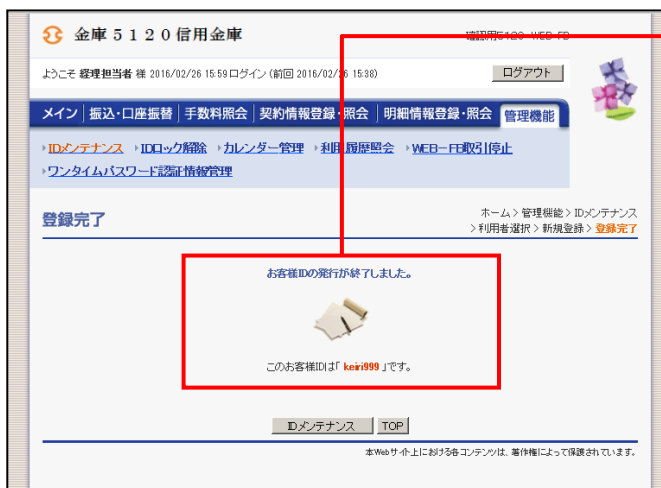 金庫5120信用金庫
確認用5120 WEB-FB
ようこそ 経理担当者 様 2016/02/26 15:59ログイン (前回 2016/02/26 15:38)
ログアウト
メイン 振込・口座振替 手数料照会 契約情報登録・照会 明細情報登録・照会 管理機能
IDメンテナンス IDロック解除 カレンダー管理 利用履歴照会 WEB-FB取引停止
ワンタイムパスワード認証情報管理
登録完了
ホーム > 管理機能 > IDメンテナンス
> 利用者選択 > 新規登録 > 登録完了
お客様IDの発行が終了しました。
このお客様IDは「 keiri999 」です。
IDメンテナンス TOP
本Webサイト上における各コンテンツは、著作権によって保護されています。